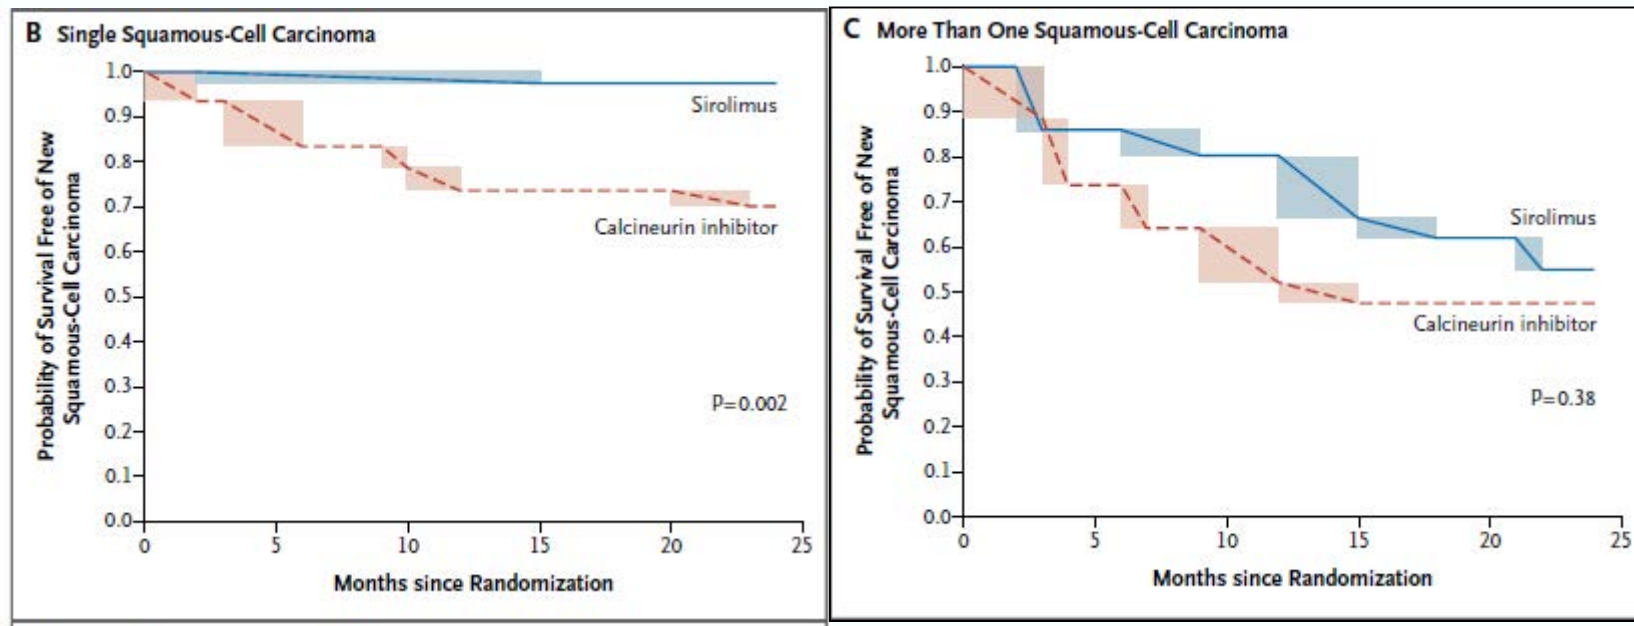 B Single Squamous-Cell Carcinoma
Probability of Survival Free of New
Squamous-Cell Carcinoma
1.0
0.9
0.8
0.7
0.6
0.5
0.4
0.3
0.2
0.1
0.0
Sirolimus
Calcineurin inhibitor
P=0.002
0 5 10 15 20 25
Months since Randomization
C More Than One Squamous-Cell Carcinoma
Probability of Survival Free of New
Squamous-Cell Carcinoma
1.0
0.9
0.8
0.7
0.6
0.5
0.4
0.3
0.2
0.1
0.0
Sirolimus
Calcineurin inhibitor
P=0.38
0 5 10 15 20 25
Months since Randomization